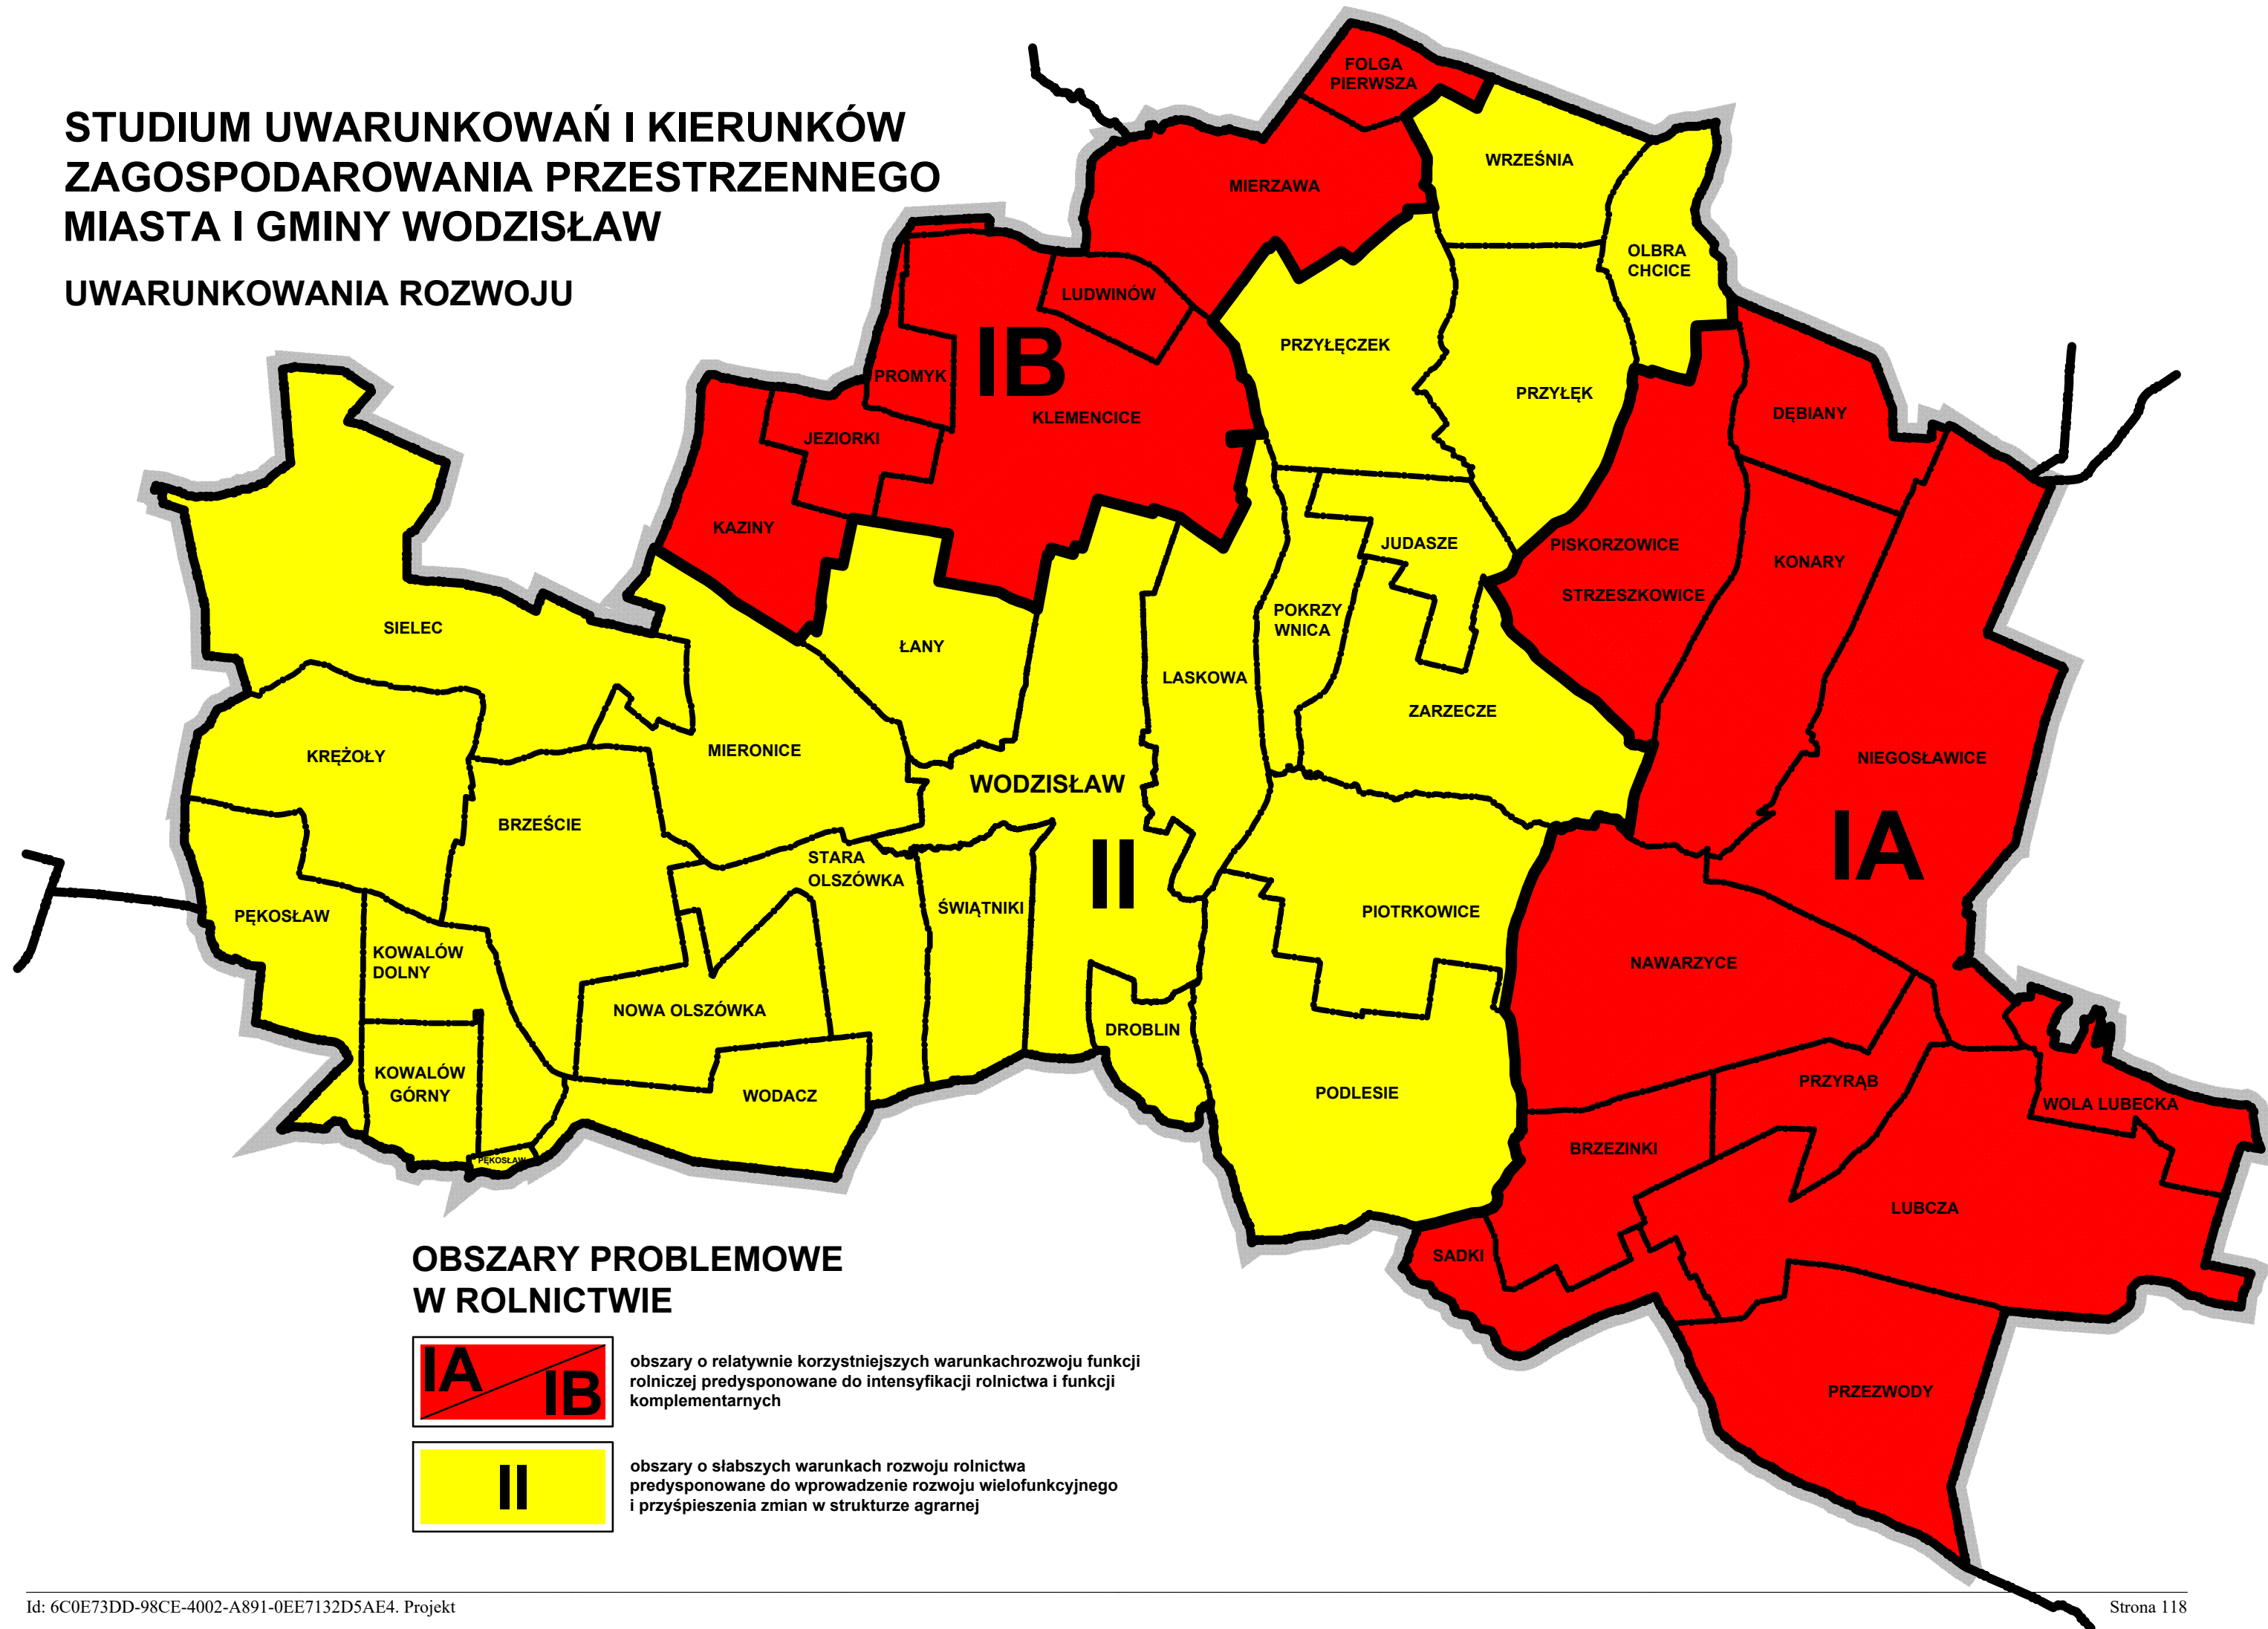 STUDIUM UWARUNKOWAŃ I KIERUNKÓW
ZAGOSPODAROWANIA PRZESTRZENNEGO
MIASTA I GMINY WODZISŁAW
UWARUNKOWANIA ROZWOJU
FOLGA
PIERWSZA
WRZEŚNIA
MIERZAWA
OLBRA
CHCICE
LUDWINÓW
IB
PRZYŁĘCZEK
PROMYK
PRZYŁĘK
KLEMENCICE
DĘBIANY
JEZIORKI
KAZINY
JUDASZE
PISKORZOWICE
KONARY
STRZESZKOWICE
POKRZY
WNICA
SIELEC
ŁANY
LASKOWA
ZARZECZE
KRĘŻOŁY
MIERONICE
NIEGOSŁAWICE
WODZISŁAW
BRZEŚCIE
IA
STARA
OLSZÓWKA
II
ŚWIĄTNIKI
PIOTRKOWICE
PĘKOSŁAW
KOWALÓW
DOLNY
NAWARZYCE
NOWA OLSZÓWKA
DROBLIN
KOWALÓW
GÓRNY
WODACZ
PODLESIE
PRZYRĄB
WOLA LUBECKA
BRZEZINKI
PĘKOSŁAW
LUBCZA
SADKI
PRZEZWODY
OBSZARY PROBLEMOWE
W ROLNICTWIE
IA
IB
obszary o relatywnie korzystniejszych warunkachrozwoju funkcji
rolniczej predysponowane do intensyfikacji rolnictwa i funkcji
komplementarnych
II
obszary o słabszych warunkach rozwoju rolnictwa
predysponowane do wprowadzenie rozwoju wielofunkcyjnego
i przyśpieszenia zmian w strukturze agrarnej
Id: 6C0E73DD-98CE-4002-A891-0EE7132D5AE4. Projekt
Strona 118